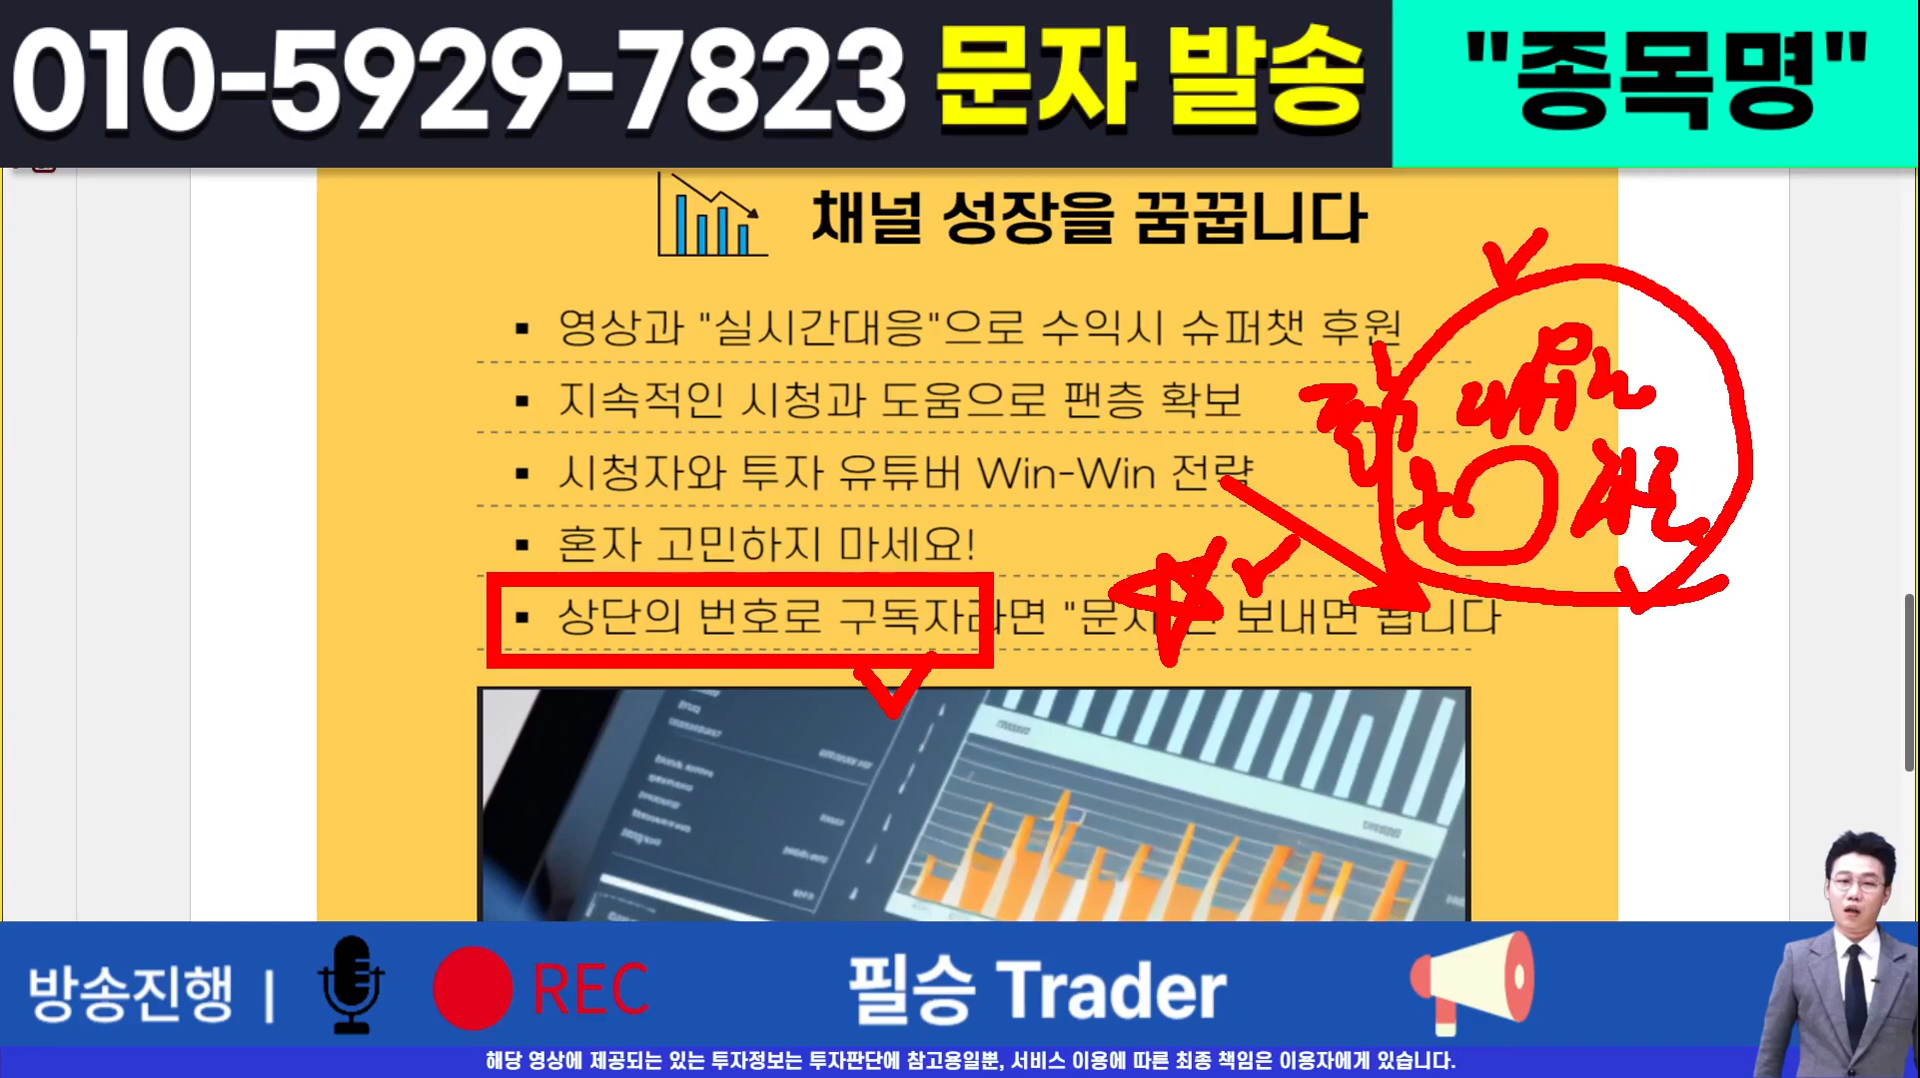 010-5929-7823 문자 발송 "종목명"
채널 성장을 꿈꿉니다
▪ 영상과 "실시간대응"으로 수익시 슈퍼챗 후원
▪ 지속적인 시청과 도움으로 팬층 확보
▪ 시청자와 투자 유튜버 Win-Win 전략
▪ 혼자 고민하지 마세요!
▪ 상단의 번호로 구독자라면 "문자" 보내면 됩니다
방송진행 | REC 필승 Trader
해당 영상에 제공되는 있는 투자정보는 투자판단에 참고용일뿐, 서비스 이용에 따른 최종 책임은 이용자에게 있습니다.